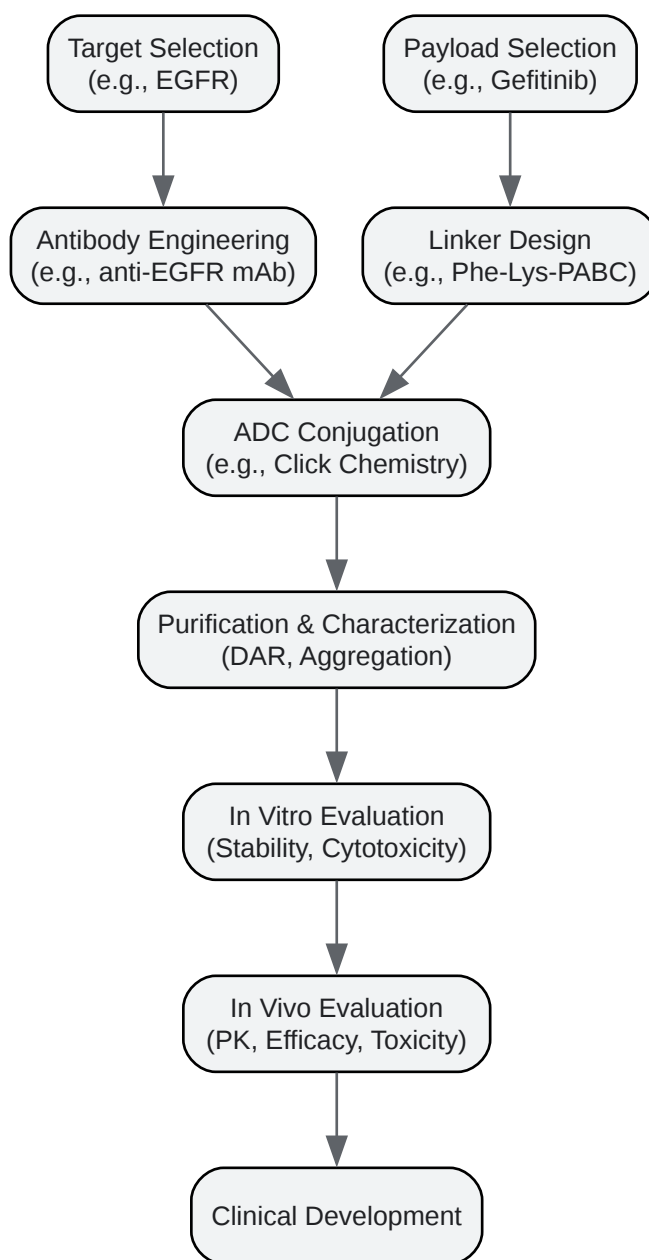 Target Selection
(e.g., EGFR)
Payload Selection
(e.g., Gefitinib)
Antibody Engineering
(e.g., anti-EGFR mAb)
Linker Design
(e.g., Phe-Lys-PABC)
ADC Conjugation
(e.g., Click Chemistry)
Purification & Characterization
(DAR, Aggregation)
In Vitro Evaluation
(Stability, Cytotoxicity)
In Vivo Evaluation
(PK, Efficacy, Toxicity)
Clinical Development